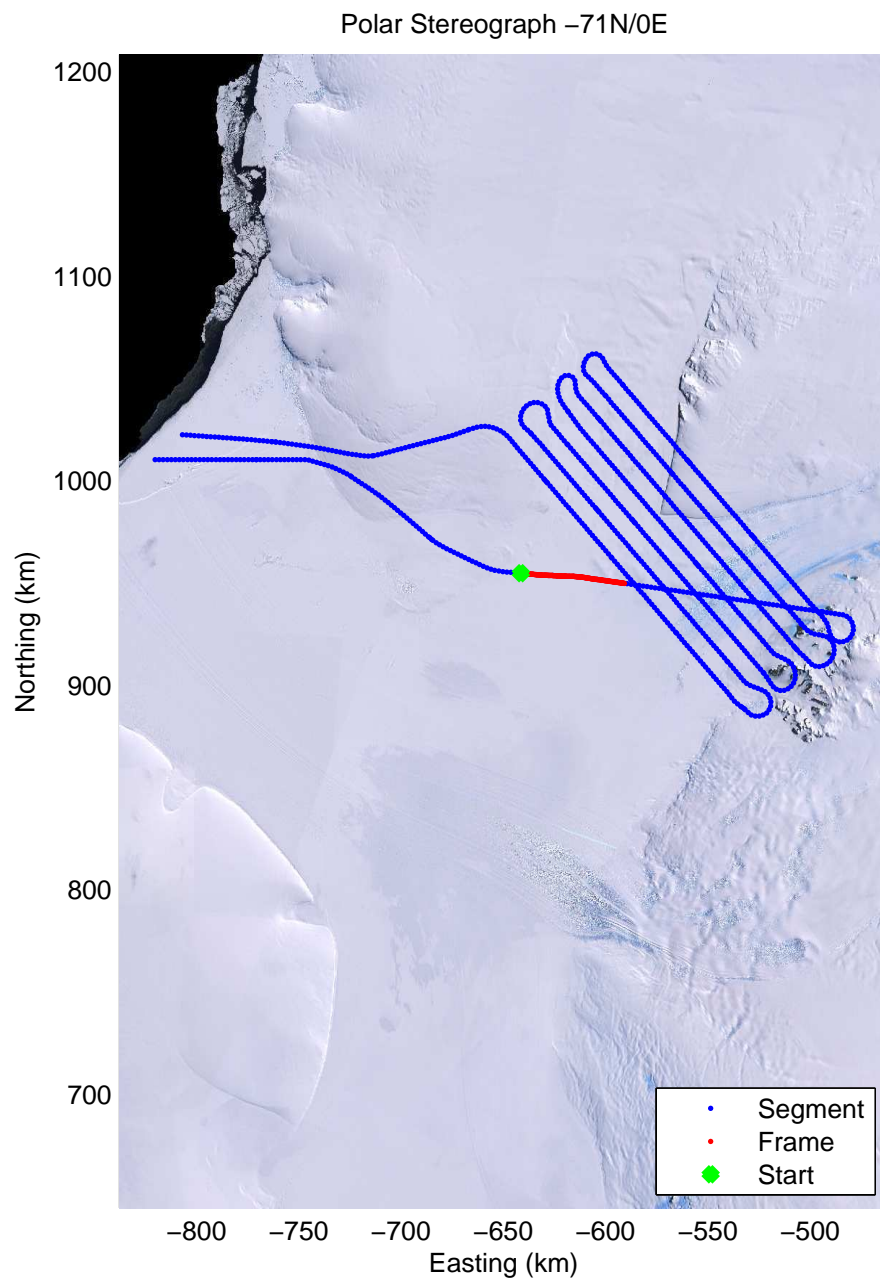 Polar Stereograph −71N/0E
1200
1100
1000
900
800
700
Northing (km)
−800 −750 −700 −650 −600 −550 −500
Easting (km)
Segment
Frame
Start